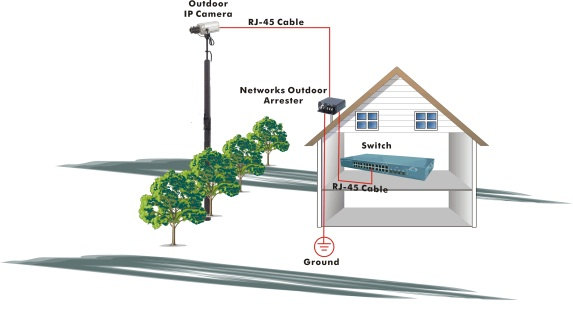 Outdoor
IP Camera
RJ-45 Cable
Networks Outdoor
Arrester
Switch
RJ-45 Cable
Ground